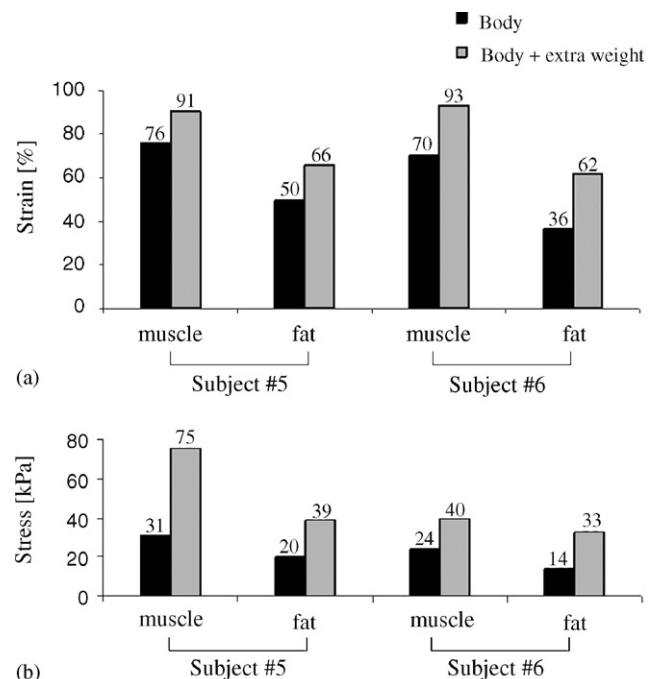 Body
Body + extra weight
Strain [%]
100
80
60
40
20
0
76
91
50
66
70
93
36
62
muscle
fat
muscle
fat
Subject #5
Subject #6
(a)
Stress [kPa]
80
60
40
20
0
31
75
20
39
24
40
14
33
muscle
fat
muscle
fat
Subject #5
Subject #6
(b)